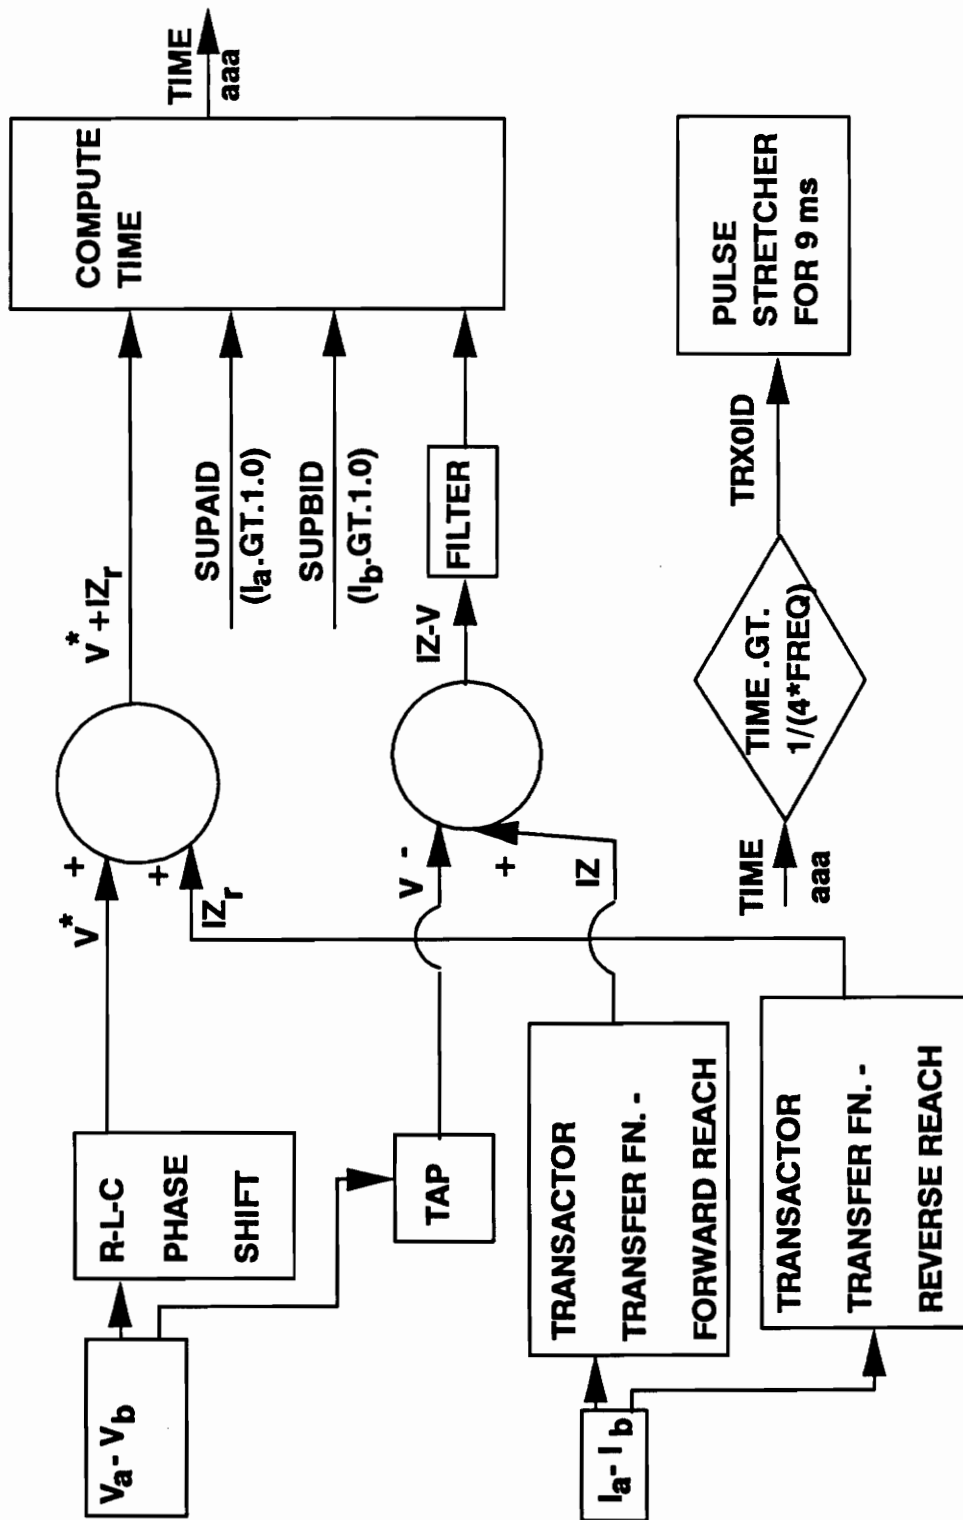 Va- Vb
R-L-C
PHASE
SHIFT
V*
+
+
IZr
V* +IZr
COMPUTE
TIME
TIME
aaa
SUPAID
(Ia.GT.1.0)
SUPBID
(Ib.GT.1.0)
TAP
V -
+
IZ
IZ-V
FILTER
Ia- Ib
TRANSACTOR
TRANSFER FN. -
FORWARD REACH
TRANSACTOR
TRANSFER FN. -
REVERSE REACH
TIME
aaa
TIME .GT.
1/(4*FREQ)
TRX0ID
PULSE
STRETCHER
FOR 9 ms